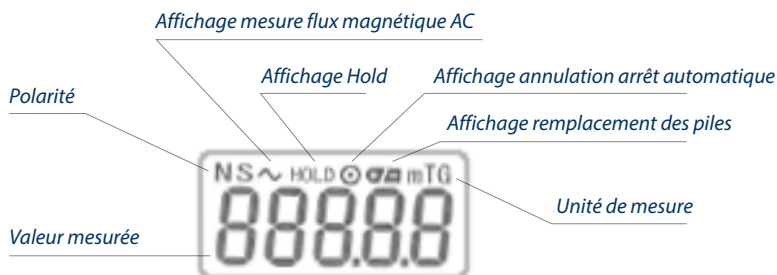 Affichage mesure flux magnétique AC
Affichage Hold
Affichage annulation arrêt automatique
Polarité
Affichage remplacement des piles
NS~ HOLD mTG
88888
Unité de mesure
Valeur mesurée